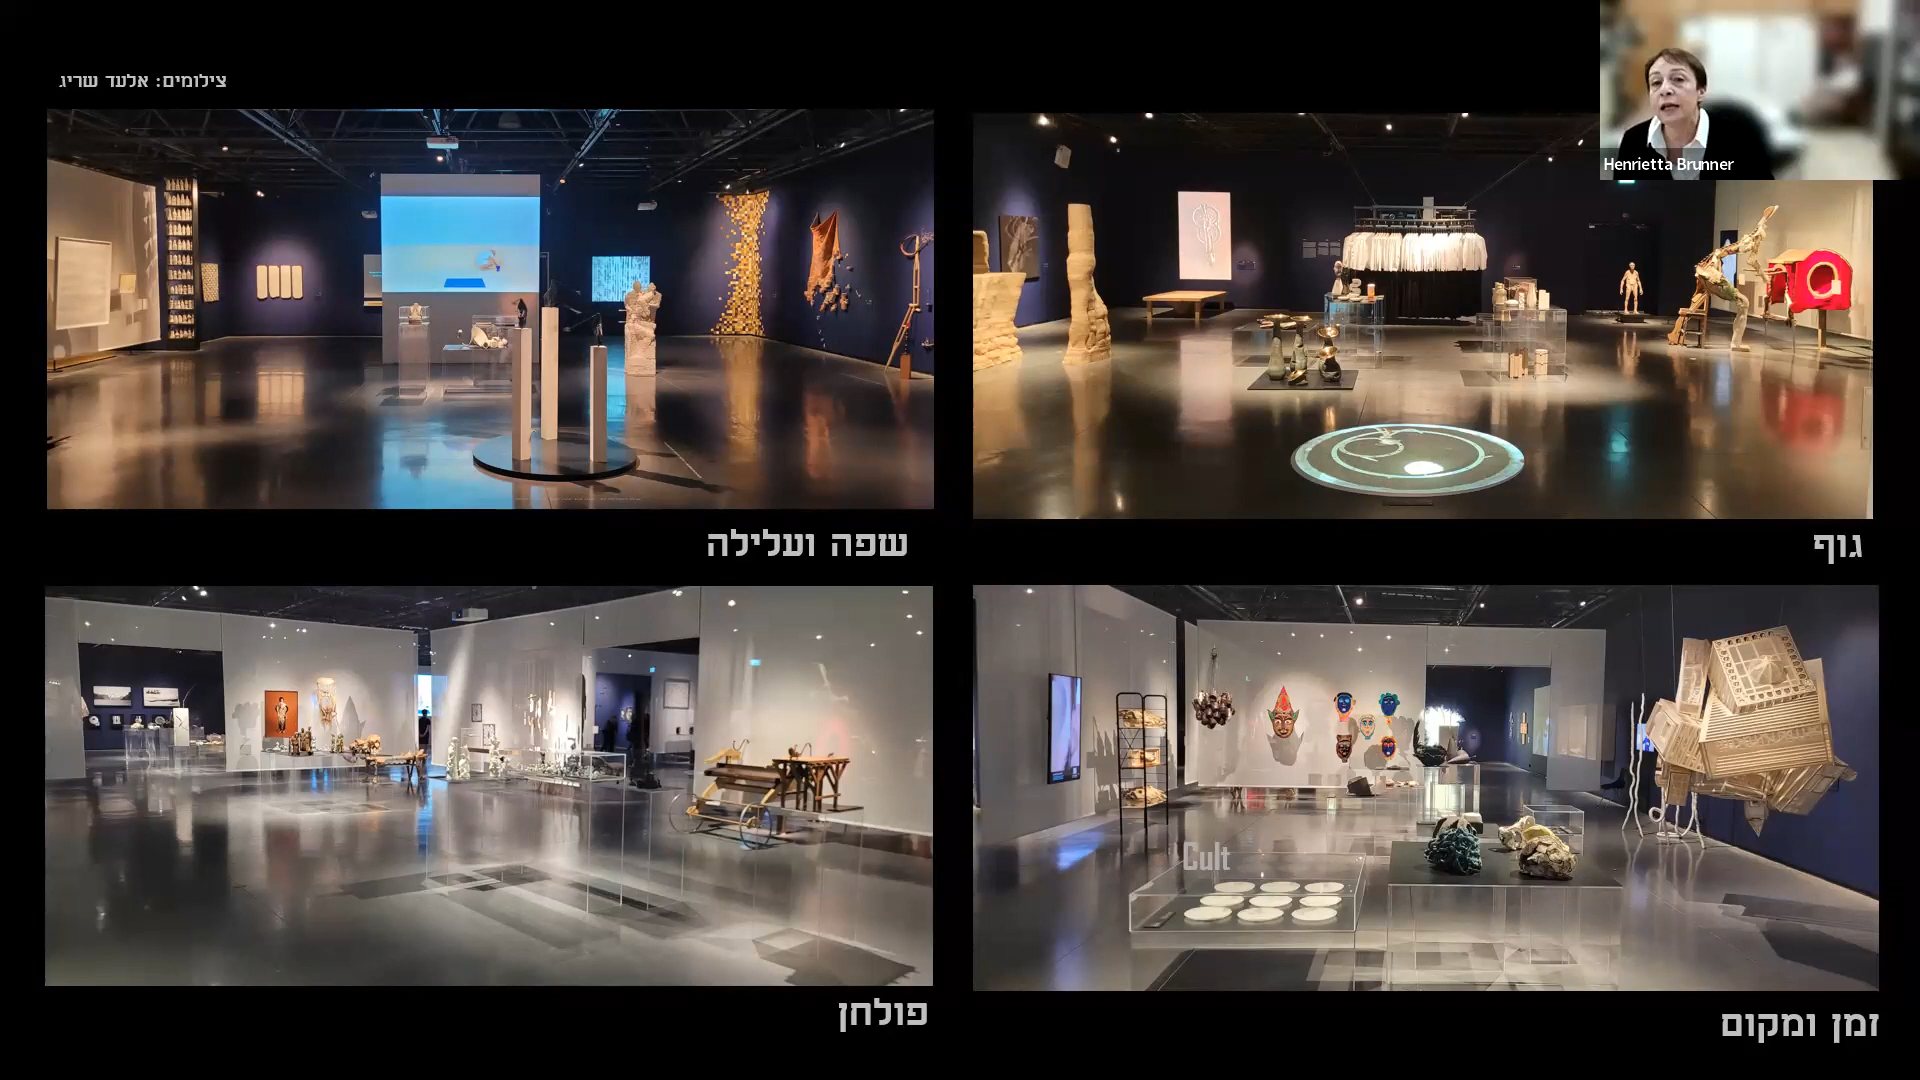 צילומים: אלעד שריג
Henrietta Brunner
גוף
שפה ועלילה
Cult
זמן ומקום
פולחן